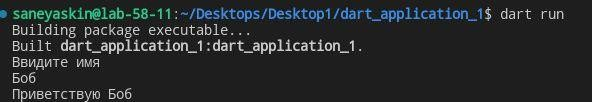 saneyaskin@lab-58-11:~/Desktops/Desktop1/dart_application_1$ dart run
Building package executable...
Built dart_application_1:dart_application_1.
Ввидите имя
Боб
Приветствую Боб